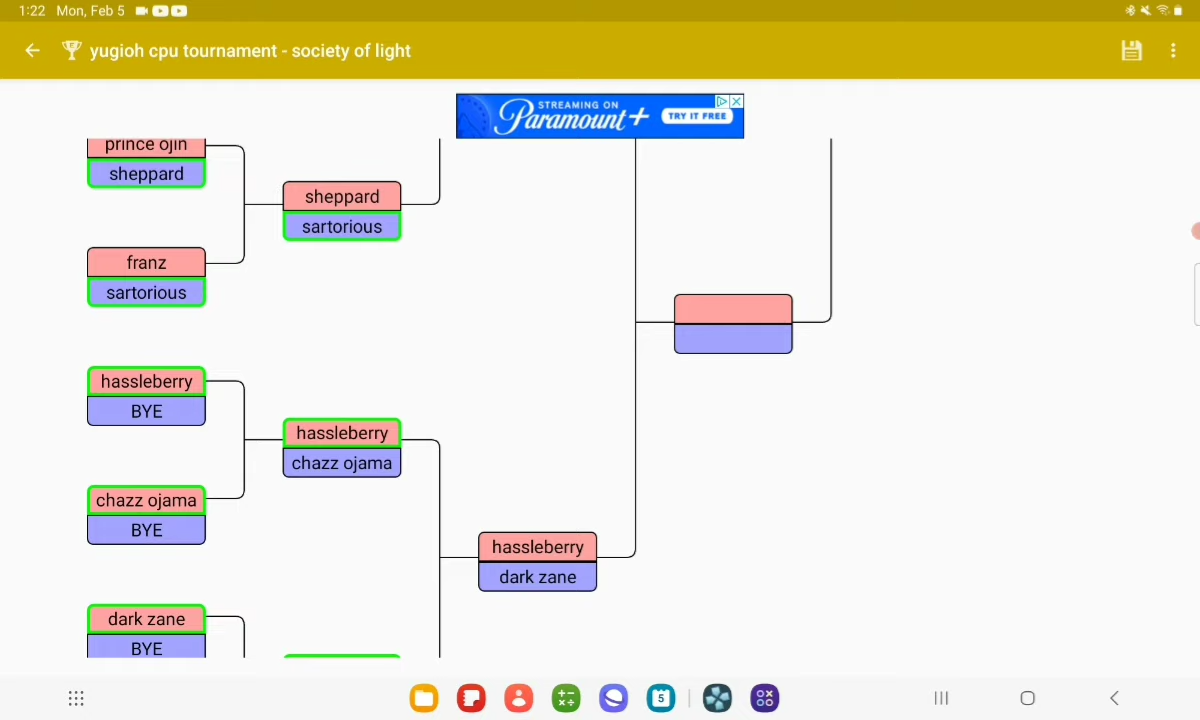 1:22 Mon, Feb 5
yugioh cpu tournament - society of light
STREAMING ON
Paramount+
TRY IT FREE
prince ojin
sheppard
sheppard
sartorious
franz
sartorious
hassleberry
BYE
hassleberry
chazz ojama
chazz ojama
BYE
hassleberry
dark zane
dark zane
BYE
5